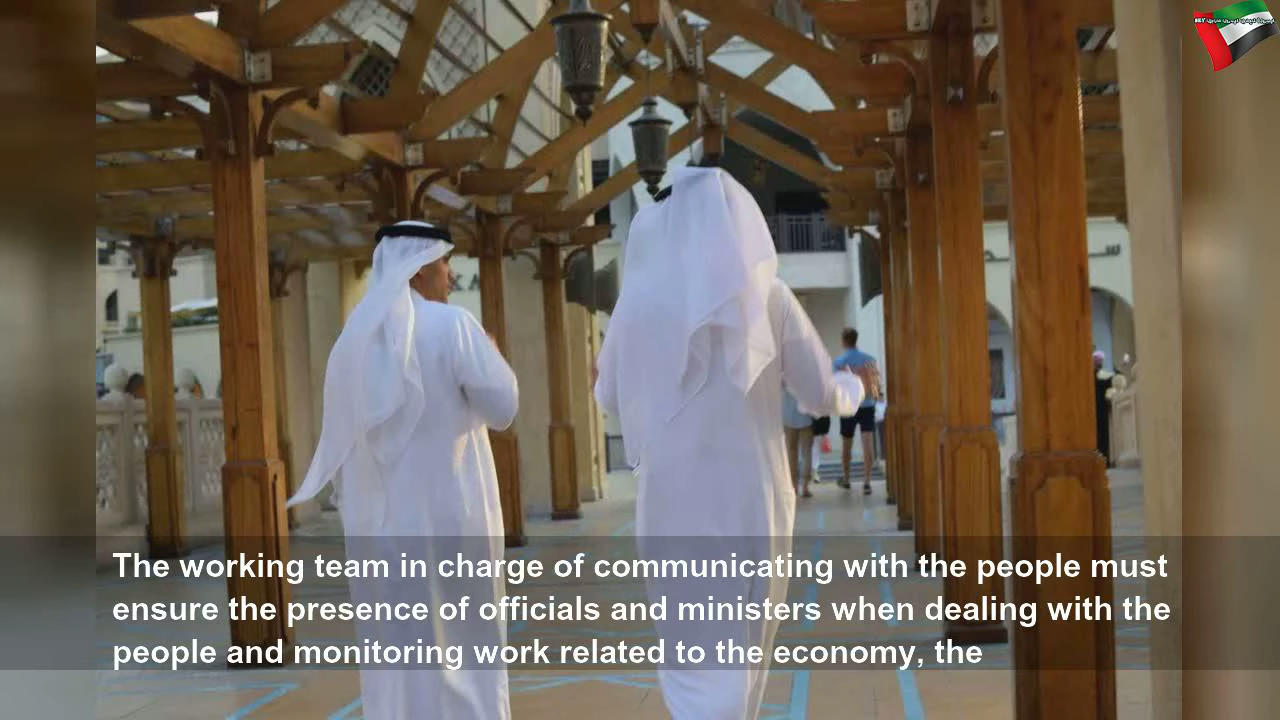 The working team in charge of communicating with the people must
ensure the presence of officials and ministers when dealing with the
people and monitoring work related to the economy, the